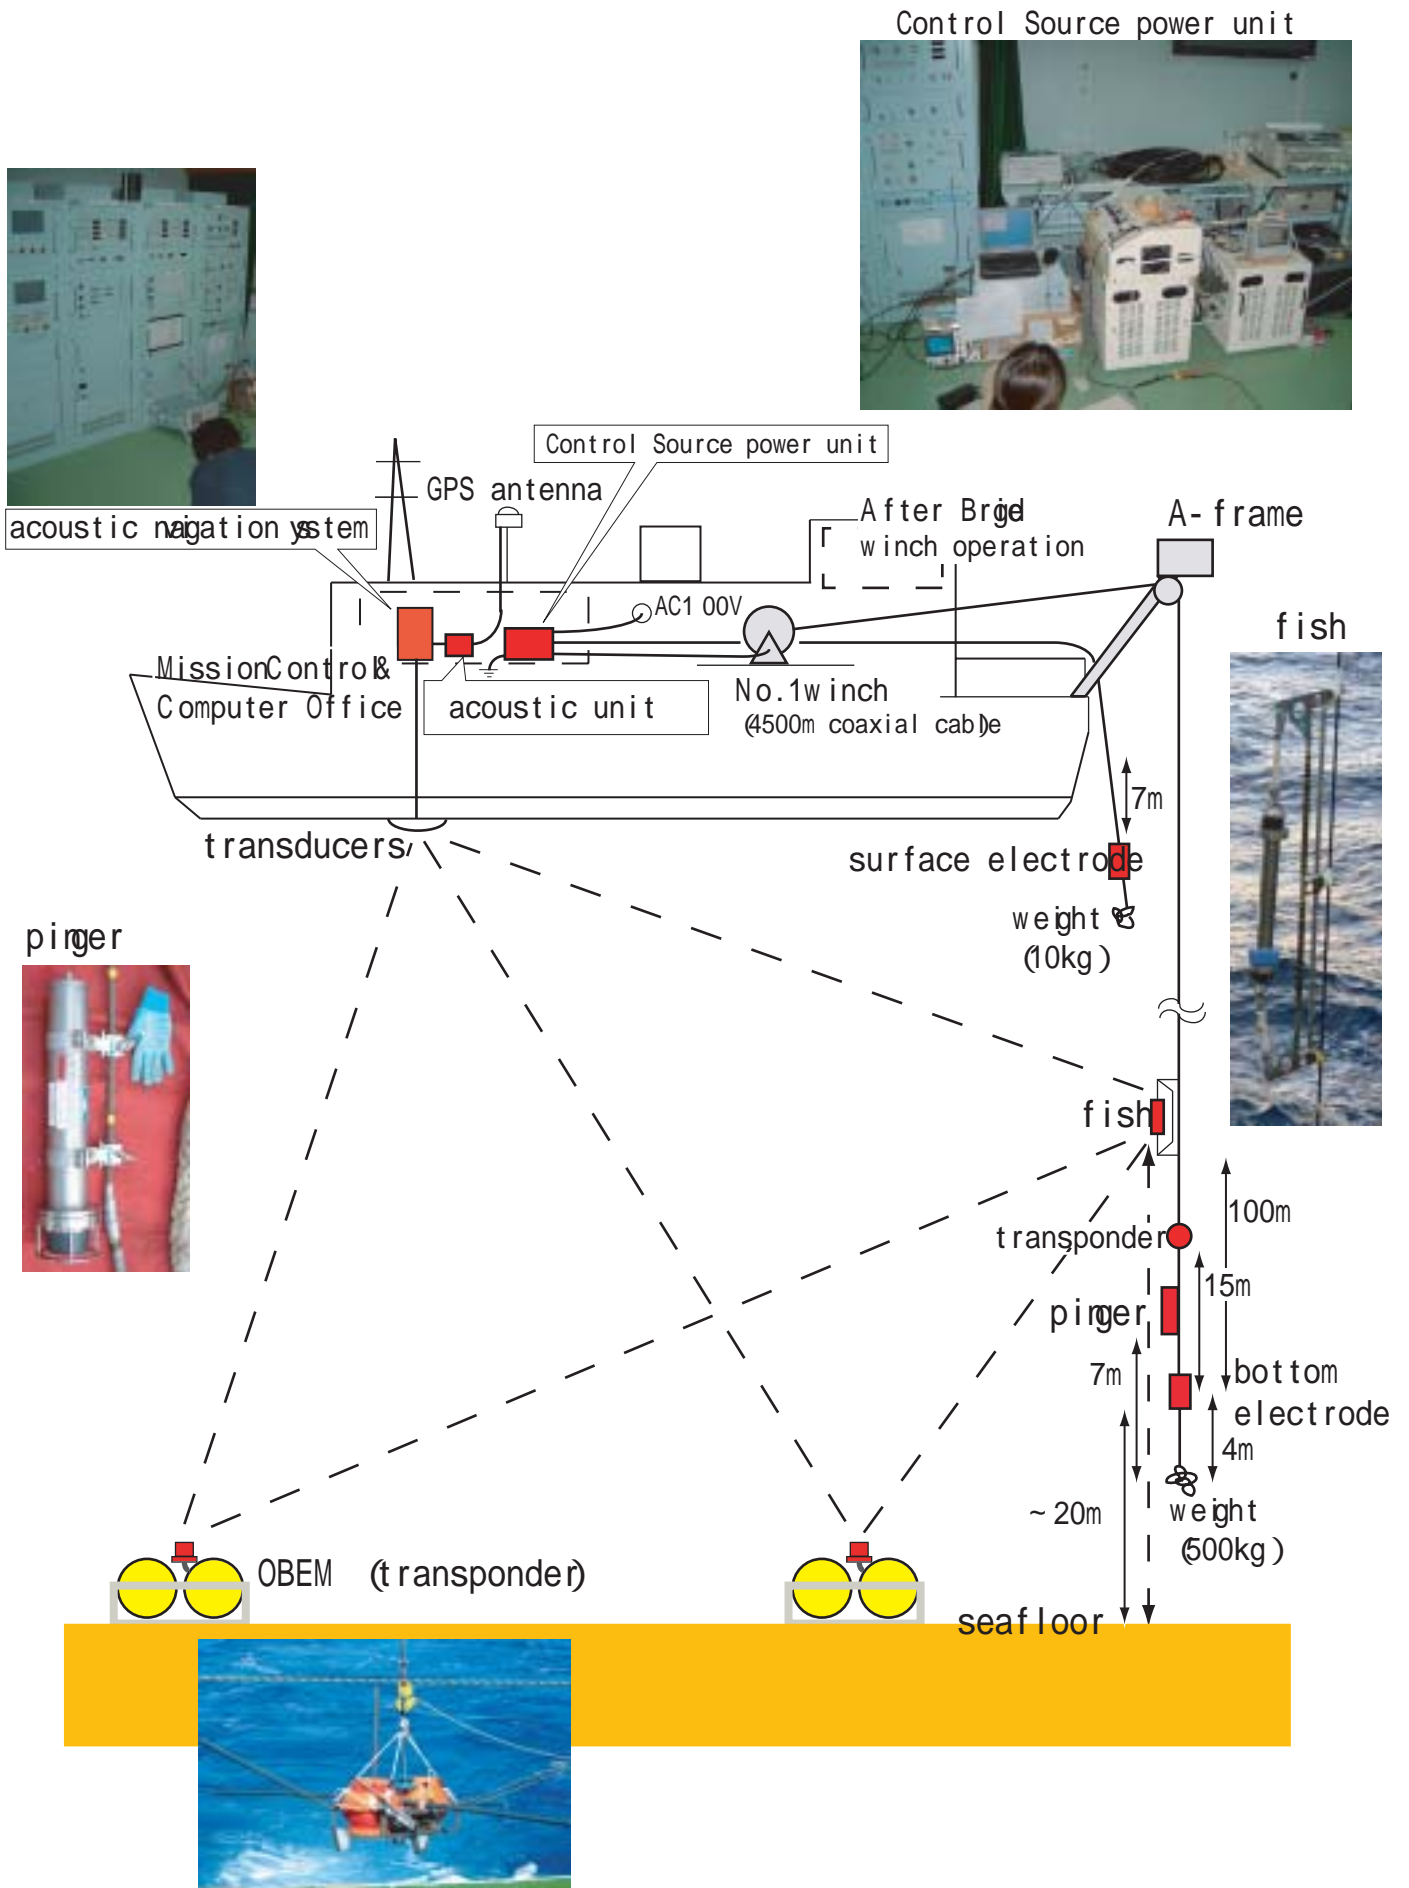 Control Source power unit
Control Source power unit
GPS antenna
acoustic navigation system
After Bridge
winch operation
A-frame
AC100V
fish
Mission Control &
Computer Office
acoustic unit
No.1 winch
(4500m coaxial cable)
7m
transducers
surface electrode
weight
(10kg)
pinger
fish
100m
transponder
15m
pinger
7m
bottom
electrode
4m
~20m
weight
(500kg)
OBEM (transponder)
seafloor